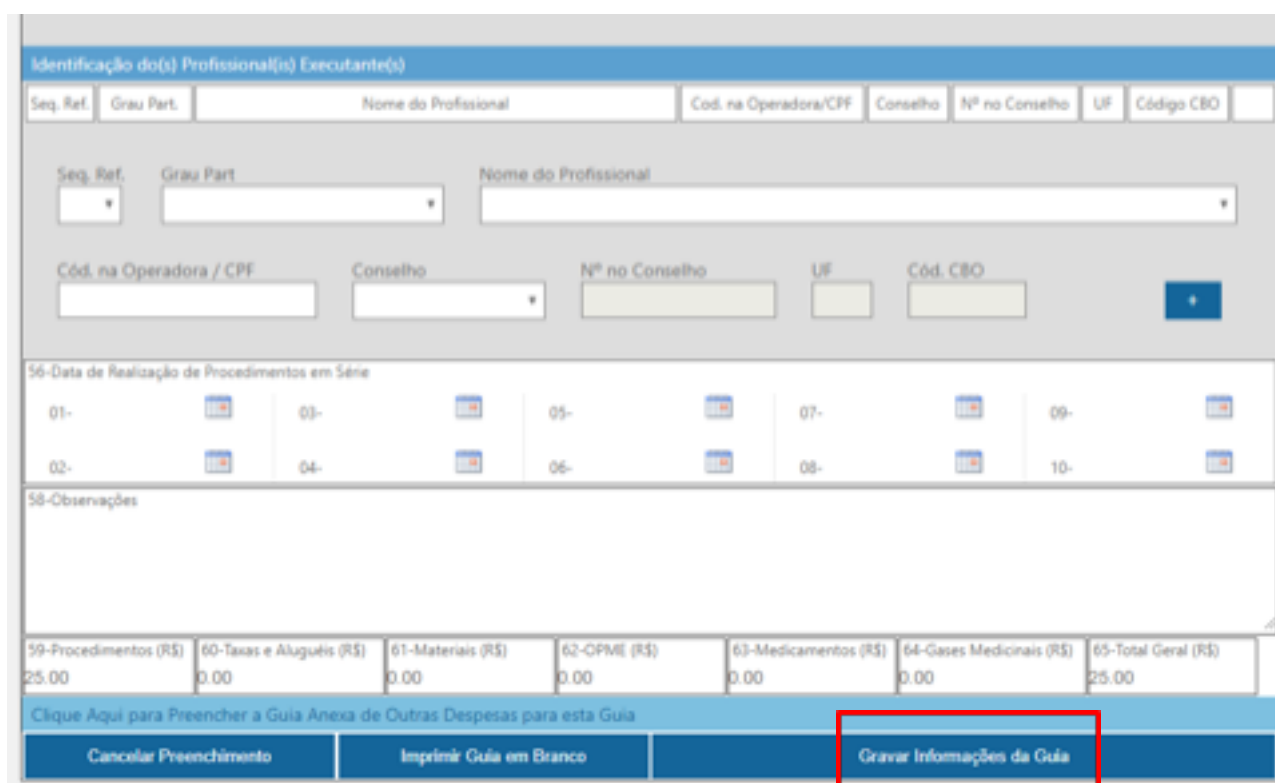 Identificação do(s) Profissional(is) Executante(s)
Seq. Ref. Grau Part. Nome do Profissional Cod. na Operadora/CPF Conselho Nº no Conselho UF Código CBO
Seq. Ref. Grau Part Nome do Profissional
Cód. na Operadora / CPF Conselho Nº no Conselho UF Cód. CBO
+
56-Data de Realização de Procedimentos em Série
01- 03- 05- 07- 09-
02- 04- 06- 08- 10-
58-Observações
59-Procedimentos (R$) 60-Taxas e Aluguéis (R$) 61-Materiais (R$) 62-OPME (R$) 63-Medicamentos (R$) 64-Gases Medicinais (R$) 65-Total Geral (R$)
25.00 0.00 0.00 0.00 0.00 0.00 25.00
Clique Aqui para Preencher a Guia Anexa de Outras Despesas para esta Guia
Cancelar Preenchimento Imprimir Guia em Branco Gravar Informações da Guia